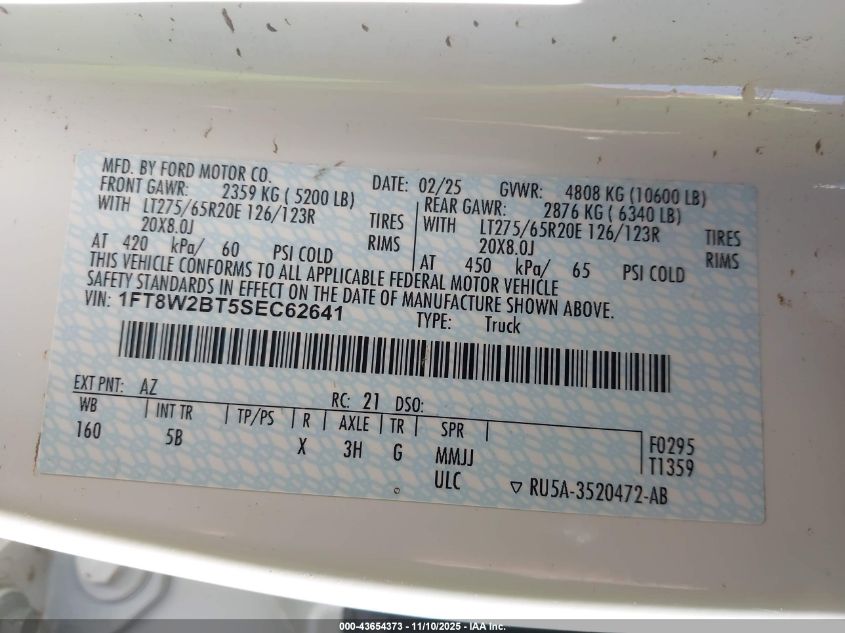 MFD. BY FORD MOTOR CO. DATE: 02/25 GVWR: 4808 KG (10600 LB)
FRONT GAWR: 2359 KG ( 5200 LB) REAR GAWR: 2876 KG ( 6340 LB)
WITH LT275/65R20E 126/123R TIRES WITH LT275/65R20E 126/123R TIRES
20X8.0J RIMS 20X8.0J RIMS
AT 420 kPa/ 60 PSI COLD AT 450 kPa/ 65 PSI COLD
THIS VEHICLE CONFORMS TO ALL APPLICABLE FEDERAL MOTOR VEHICLE
SAFETY STANDARDS IN EFFECT ON THE DATE OF MANUFACTURE SHOWN ABOVE.
VIN: 1FT8W2BT5SEC62641 TYPE: Truck
EXT PNT: AZ RC: 21 DSO:
WB INT TR TP/PS R AXLE TR SPR
160 5B X 3H G MMJJ F0295
ULC T1359
RU5A-3520472-AB
000-43654373 — 11/10/2025 — IAA Inc.